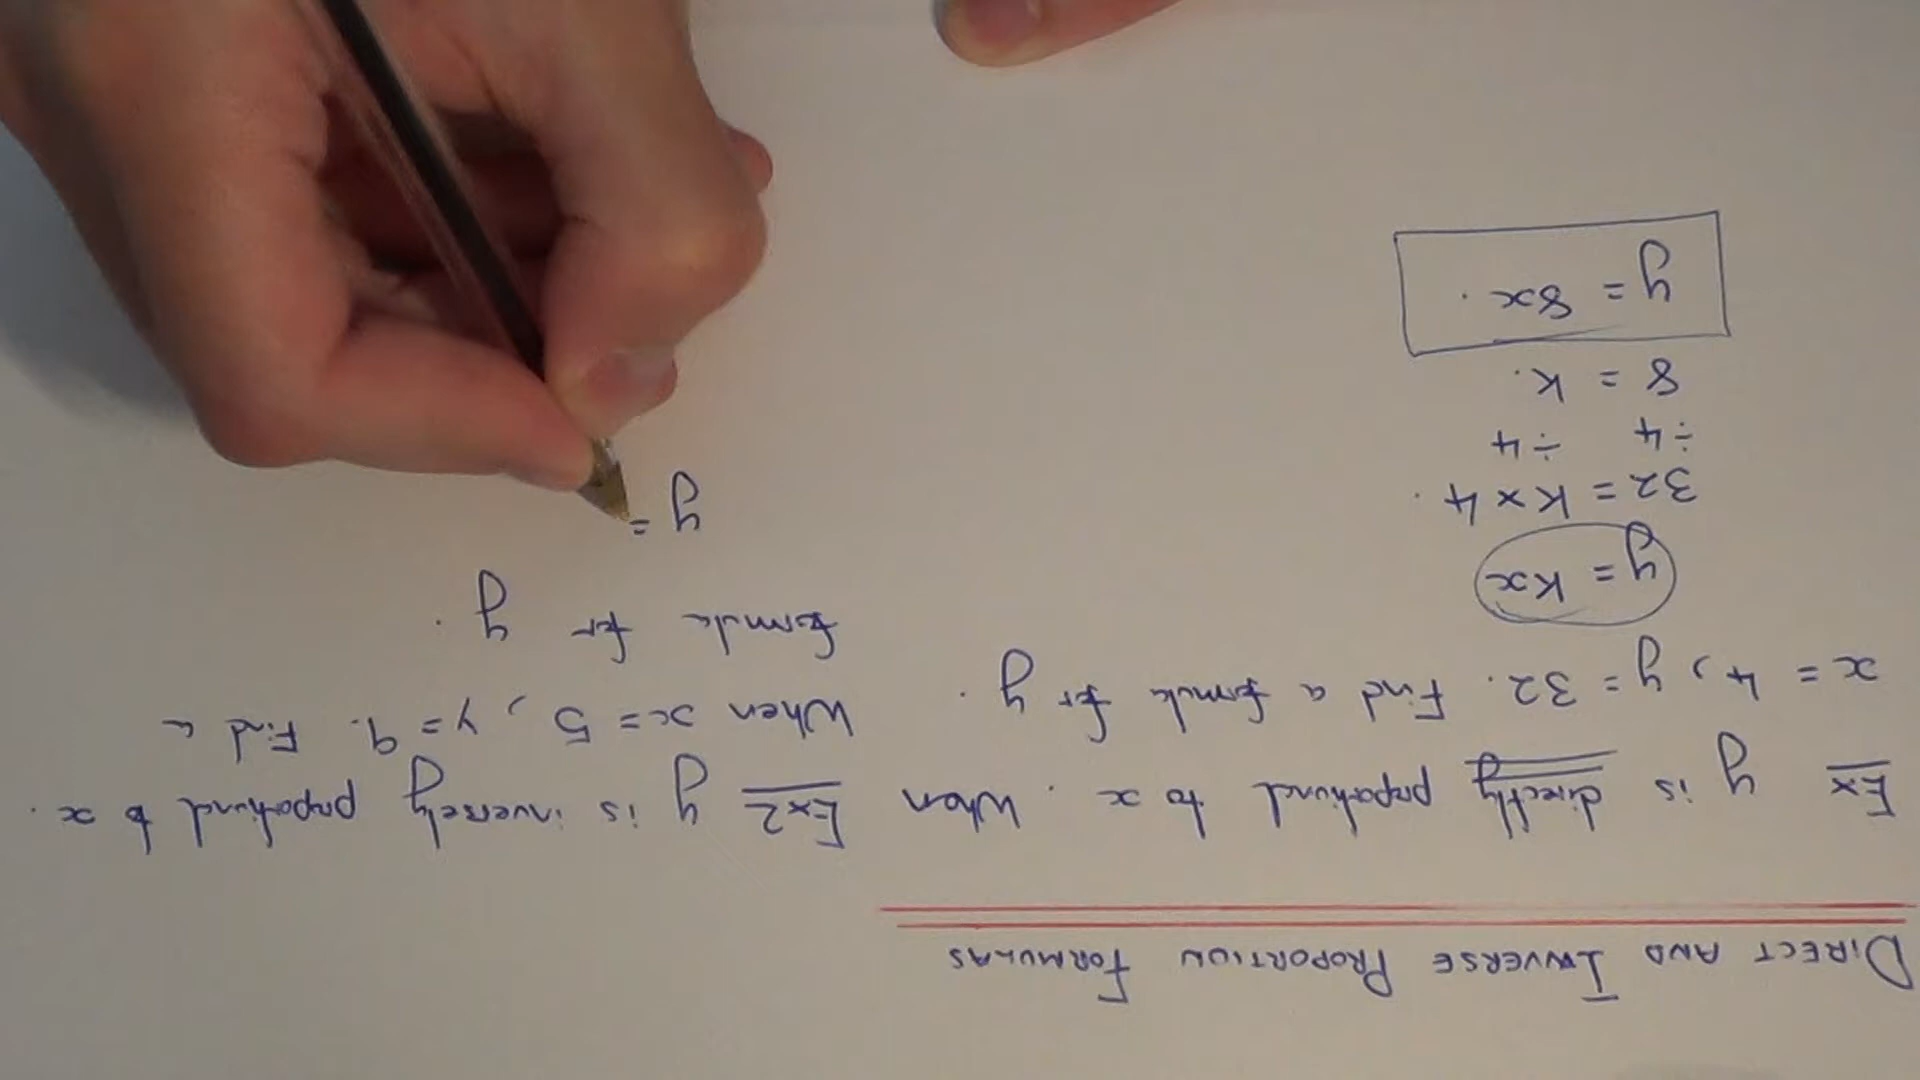 DIRECT AND INVERSE PROPORTION FORMULAS
Ex y is directly proportional to x. When
x = 4, y = 32. Find a formula for y.
y = kx
32 = k × 4.
÷4 ÷4
8 = k.
y = 8x.
Ex2 y is inversely proportional to x.
When x = 5, y = 9. Find a
formula for y.
y =